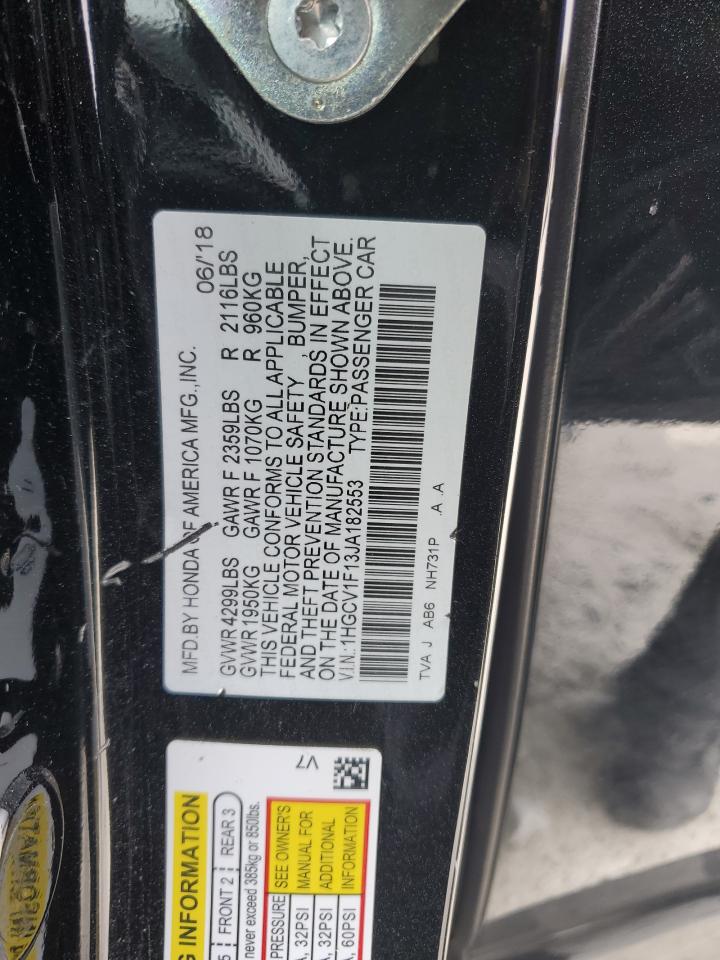 MFD.BY HONDA OF AMERICA MFG.,INC. 06/'18
GVWR 4299LBS GAWR F 2359LBS R 2116LBS
GVWR 1950KG GAWR F 1070KG R 960KG
THIS VEHICLE CONFORMS TO ALL APPLICABLE
FEDERAL MOTOR VEHICLE SAFETY, BUMPER,
AND THEFT PREVENTION STANDARDS IN EFFECT
ON THE DATE OF MANUFACTURE SHOWN ABOVE.
V.I.N.:1HGCV1F13JA182553 TYPE:PASSENGER CAR
TVA J AB6 NH731P .A .A
V7
INFORMATION
5 FRONT 2 REAR 3
never exceed 385kg or 850lbs.
PRESSURE SEE OWNER'S
32PSI MANUAL FOR
32PSI ADDITIONAL
60PSI INFORMATION